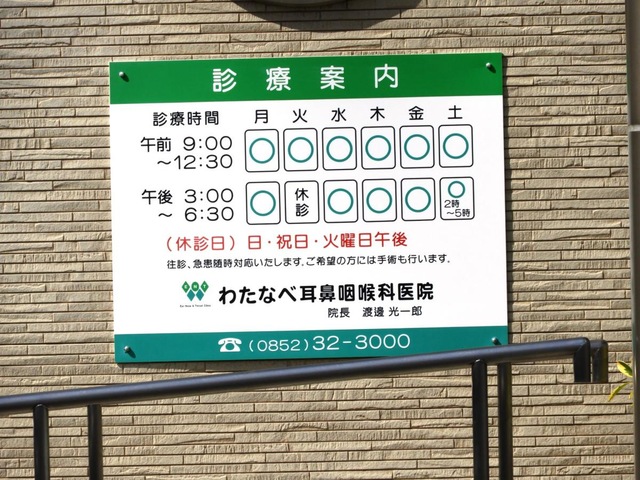 診療案内
診療時間 月 火 水 木 金 土
午前 9:00 ○ ○ ○ ○ ○ ○
～12:30
午後 3:00 ○ 休診 ○ ○ ○ ○
～ 6:30 2時～5時
(休診日) 日・祝日・火曜日午後
往診、急患随時対応いたします。ご希望の方には手術も行います。
わたなべ耳鼻咽喉科医院
院長 渡邊 光一郎
☎ (0852) 32-3000